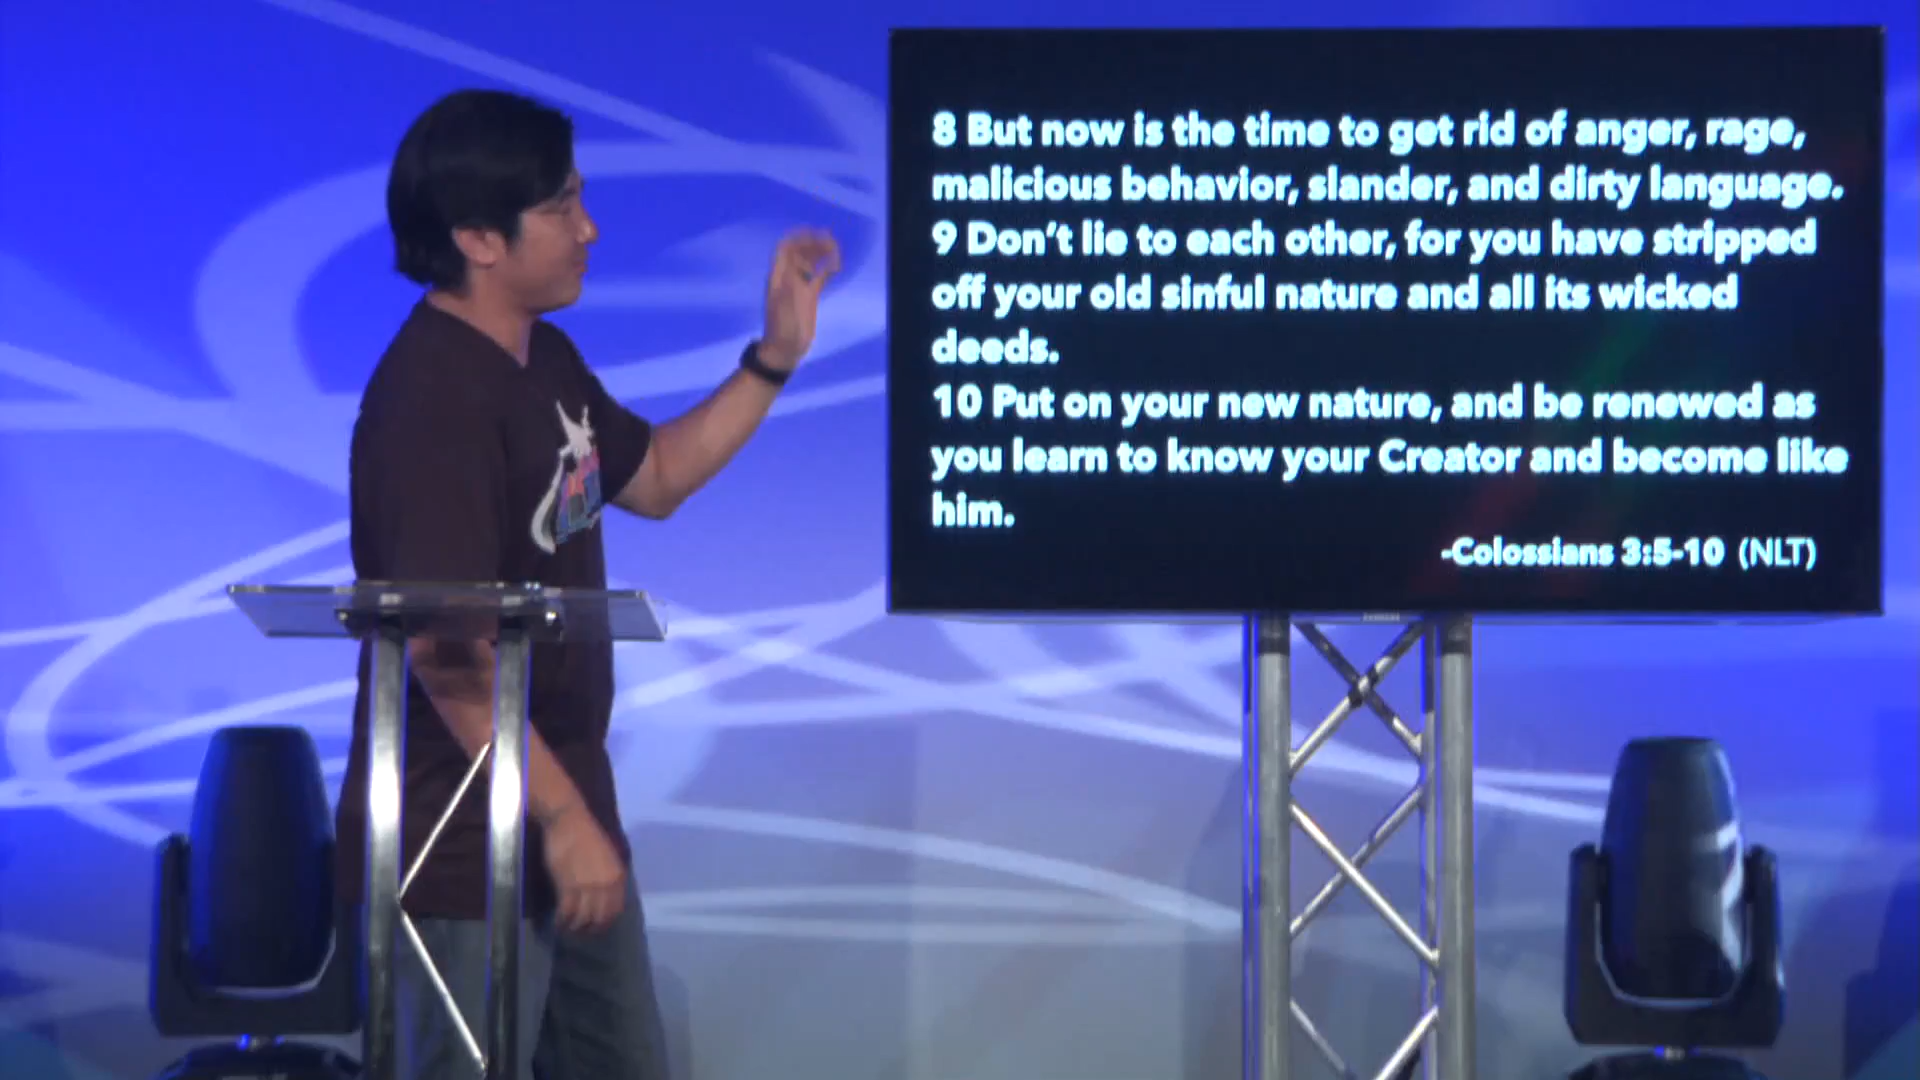 8 But now is the time to get rid of anger, rage,
malicious behavior, slander, and dirty language.
9 Don't lie to each other, for you have stripped
off your old sinful nature and all its wicked
deeds.
10 Put on your new nature, and be renewed as
you learn to know your Creator and become like
him.
-Colossians 3:5-10 (NLT)